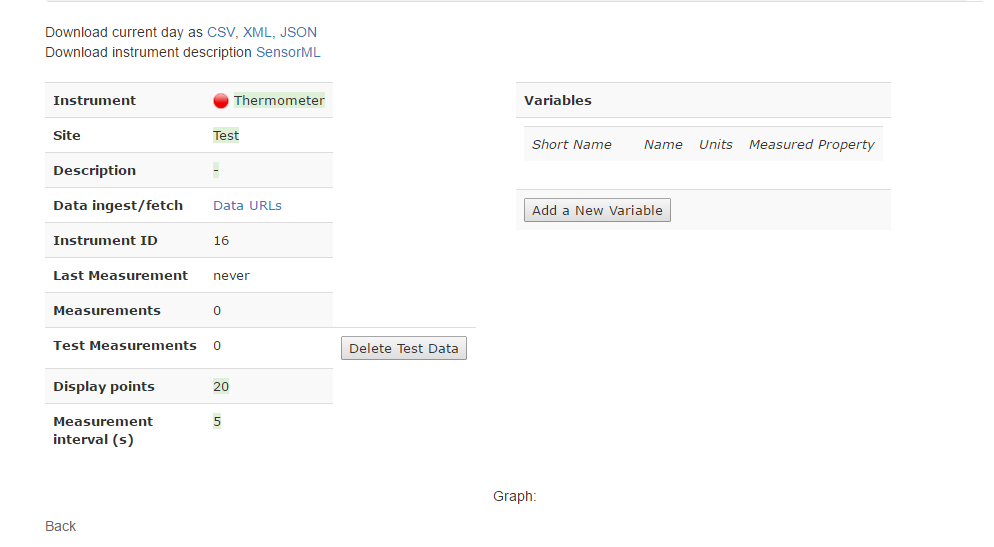 Download current day as CSV, XML, JSON
Download instrument description SensorML
Instrument Thermometer
Site Test
Description -
Data ingest/fetch Data URLs
Instrument ID 16
Last Measurement never
Measurements 0
Test Measurements 0 Delete Test Data
Display points 20
Measurement 5
interval (s)
Variables
Short Name Name Units Measured Property
Add a New Variable
Graph:
Back